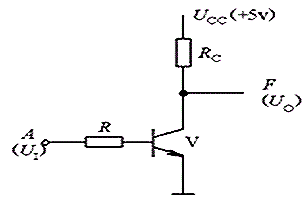 U_CC (+5v)
R_C
F
(U_O)
A
(U_I)
R
V